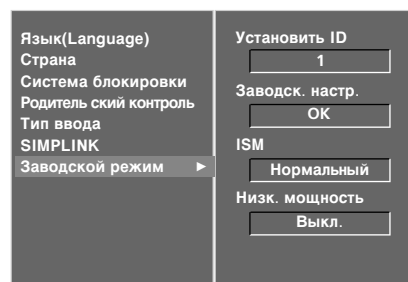 Язык(Language)
Страна
Система блокировки
Родитель ский контроль
Тип ввода
SIMPLINK
Заводской режим ►
Установить ID
1
Заводск. настр.
ОК
ISM
Нормальный
Низк. мощность
Выкл.